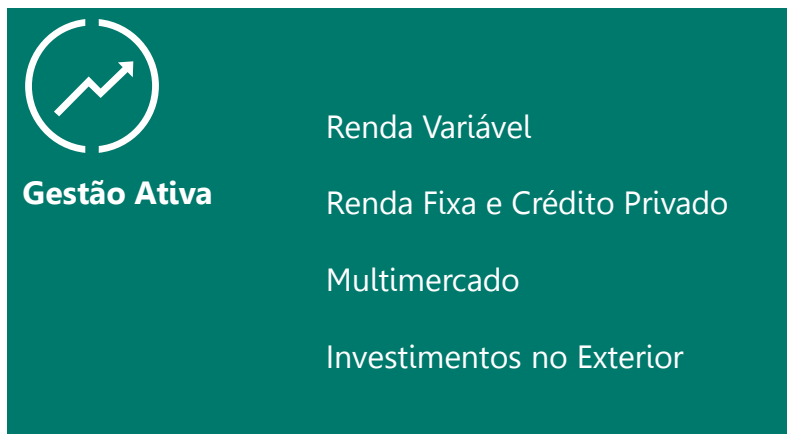 Gestão Ativa
Renda Variável
Renda Fixa e Crédito Privado
Multimercado
Investimentos no Exterior